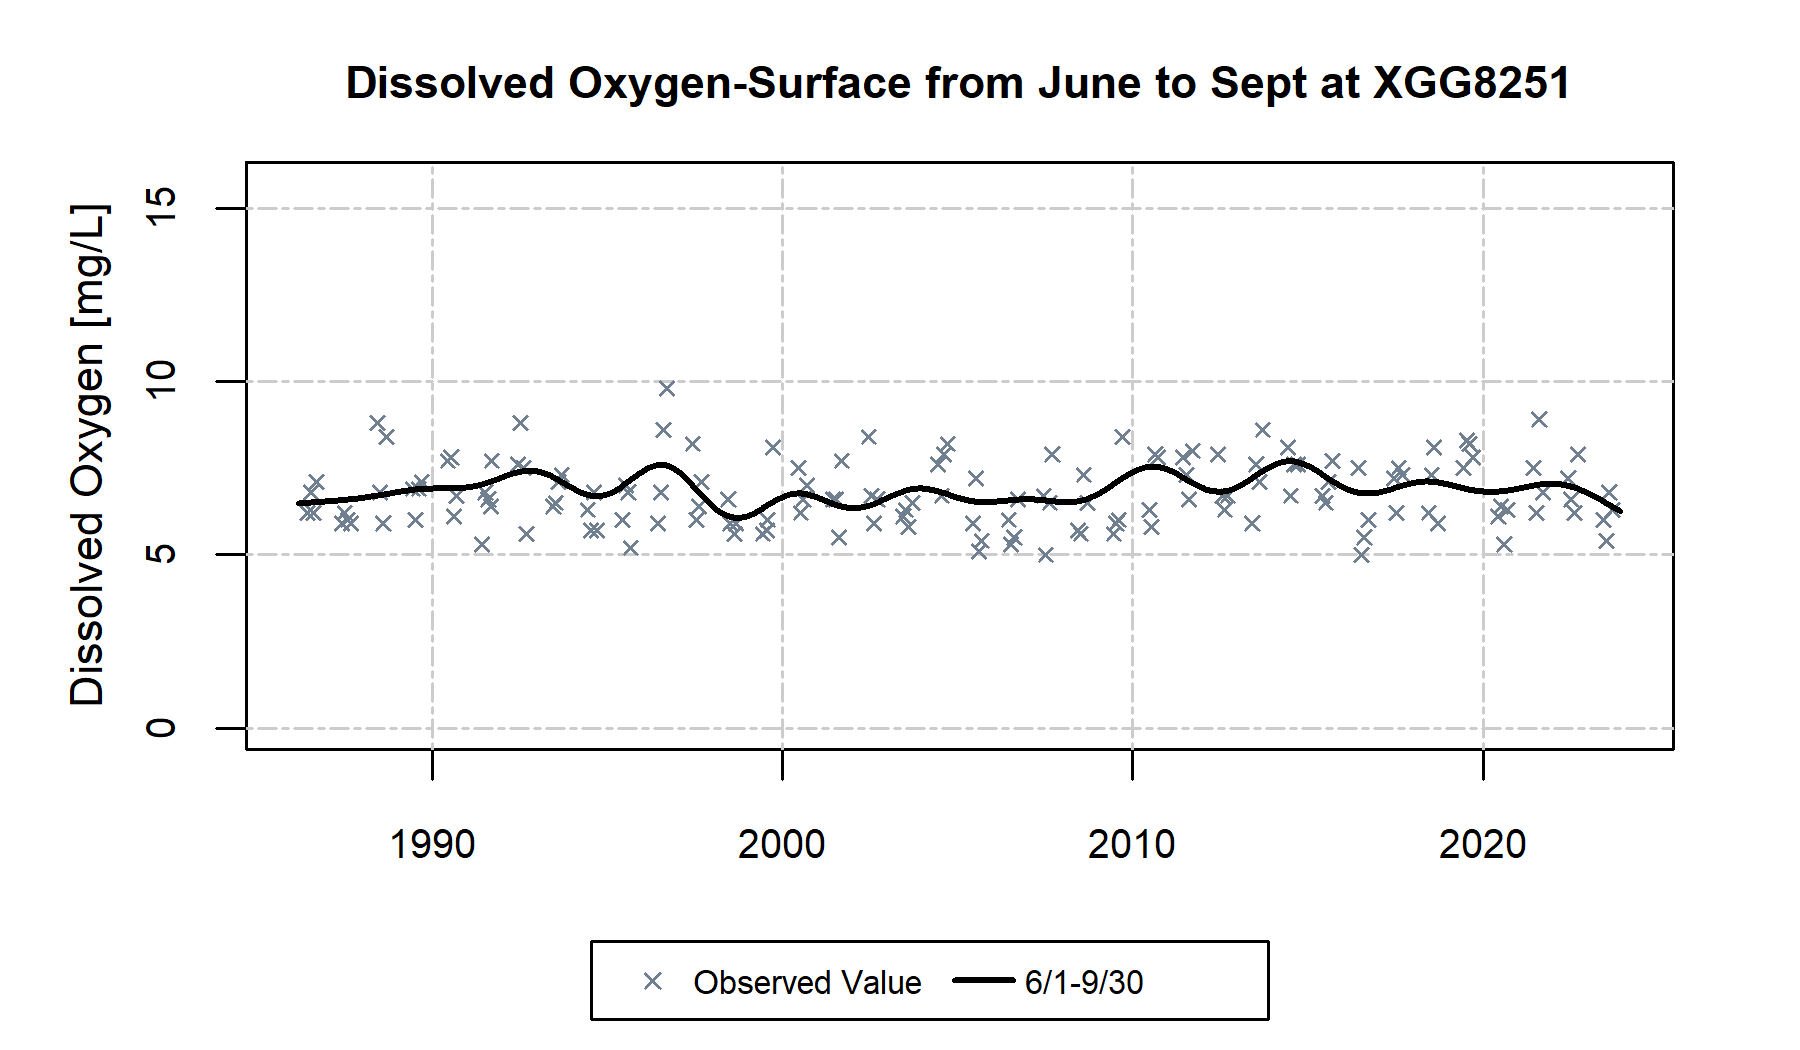 Dissolved Oxygen-Surface from June to Sept at XGG8251
Dissolved Oxygen [mg/L]
15
10
5
0
1990 2000 2010 2020
Observed Value 6/1-9/30